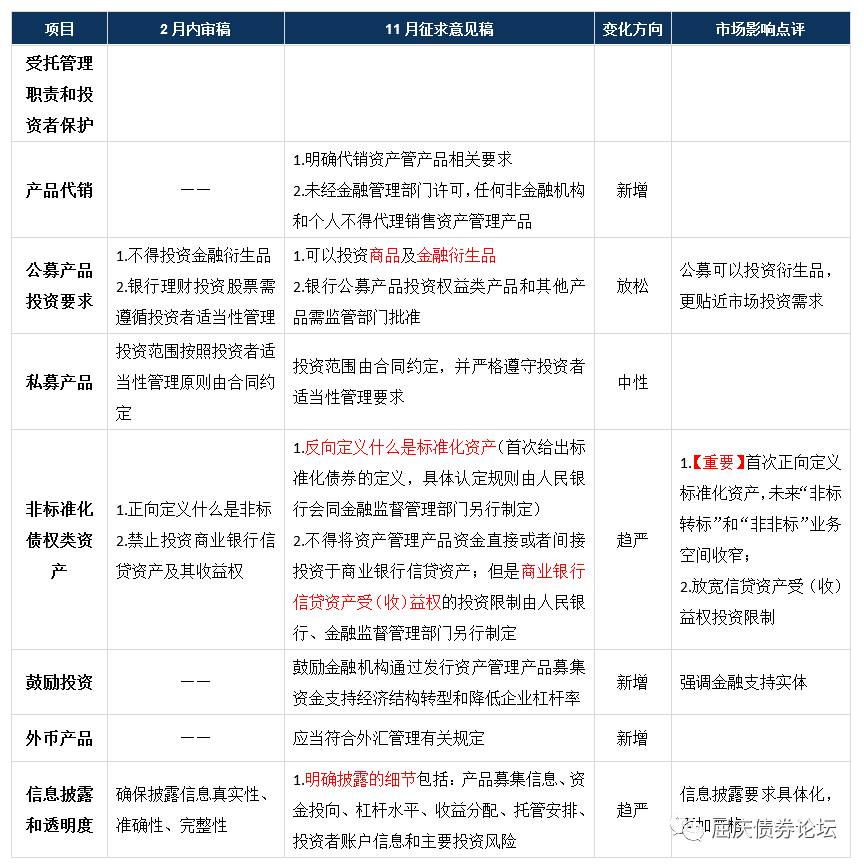 项目 2月内审稿 11月征求意见稿 变化方向 市场影响点评
受托管理
职责和投
资者保护
产品代销
——
1.明确代销资产管产品相关要求
2.未经金融管理部门许可，任何非金融机构
和个人不得代理销售资产管理产品
新增
公募产品
投资要求
1.不得投资金融衍生品
2.银行理财投资股票需
遵循投资者适当性管理
1.可以投资商品及金融衍生品
2.银行公募产品投资权益类产品和其他产
品需监管部门批准
放松
公募可以投资衍生品，
更贴近市场投资需求
私募产品
投资范围按照投资者适
当性管理原则由合同约
定
投资范围由合同约定，并严格遵守投资者
适当性管理要求
中性
非标准化
债权类资
产
1.正向定义什么是非标
2.禁止投资商业银行信
贷资产及其收益权
1.反向定义什么是标准化资产（首次给出标
准化债券的定义，具体认定规则由人民银
行会同金融监督管理部门另行制定）
2.不得将资产管理产品资金直接或者间接
投资于商业银行信贷资产；但是商业银行
信贷资产受（收）益权的投资限制由人民银
行、金融监督管理部门另行制定
趋严
1.【重要】首次正向定义
标准化资产，未来“非标
转标”和“非非标”业务
空间收窄；
2.放宽信贷资产受（收）
益权投资限制
鼓励投资
——
鼓励金融机构通过发行资产管理产品募集
资金支持经济结构转型和降低企业杠杆率
新增
强调金融支持实体
外币产品
——
应当符合外汇管理有关规定
新增
信息披露
和透明度
确保披露信息真实性、
准确性、完整性
1.明确披露的细节包括：产品募集信息、资
金投向、杠杆水平、收益分配、托管安排、
投资者账户信息和主要投资风险
趋严
信息披露要求具体化，
屈庆债券论坛